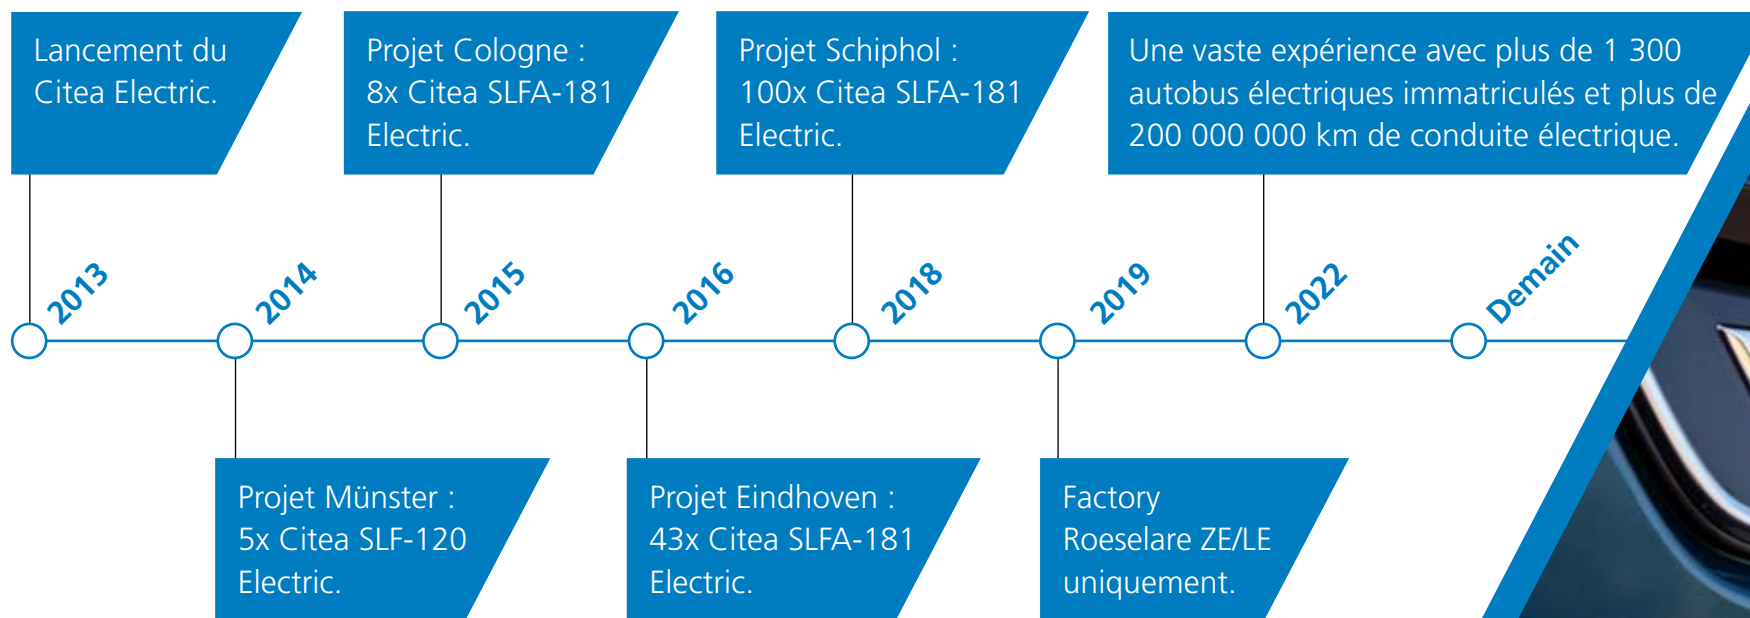 Lancement du
Citea Electric.
Projet Cologne :
8x Citea SLFA-181
Electric.
Projet Schiphol :
100x Citea SLFA-181
Electric.
Une vaste expérience avec plus de 1 300
autobus électriques immatriculés et plus de
200 000 000 km de conduite électrique.
2013
2014
2015
2016
2018
2019
2022
Demain
Projet Münster :
5x Citea SLF-120
Electric.
Projet Eindhoven :
43x Citea SLFA-181
Electric.
Factory
Roeselare ZE/LE
uniquement.